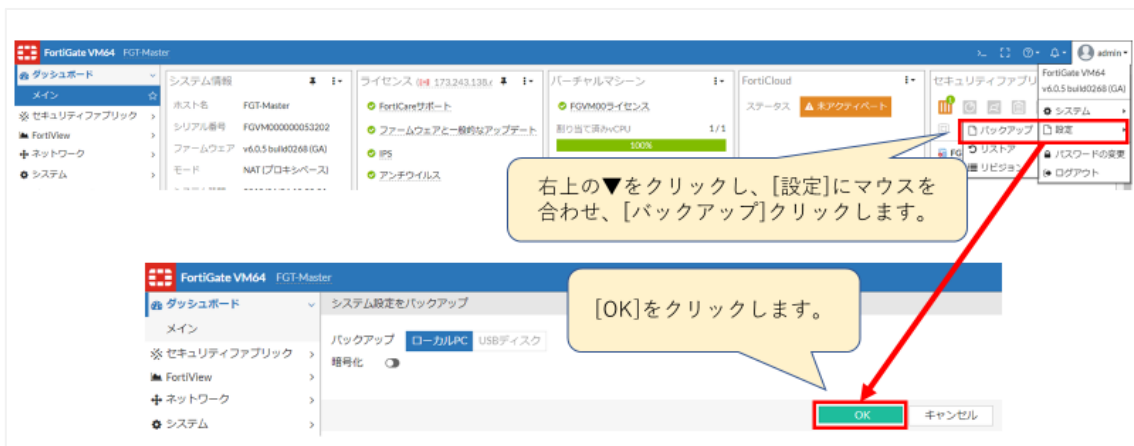 FortiGate VM64 FGT-Master
admin
ダッシュボード
メイン
セキュリティファブリック
FortiView
ネットワーク
システム
システム情報
ホスト名 FGT-Master
シリアル番号 FGVM000000053202
ファームウェア v6.0.5 build0268 (GA)
モード NAT (プロキシベース)
ライセンス (173.243.138.
FortiCareサポート
ファームウェアと一般的なアップデート
IPS
アンチウイルス
バーチャルマシーン
FGVM00ライセンス
割り当て済みvCPU 1/1
100%
FortiCloud
ステータス 未アクティベート
セキュリティファブリ
FG
FortiGate VM64
v6.0.5 build0268 (GA)
システム
設定
パスワードの変更
ログアウト
バックアップ
リストア
リビジョン
右上の▼をクリックし、[設定]にマウスを
合わせ、[バックアップ]クリックします。
FortiGate VM64 FGT-Master
ダッシュボード
メイン
セキュリティファブリック
FortiView
ネットワーク
システム
システム設定をバックアップ
バックアップ ローカルPC USBディスク
暗号化
[OK]をクリックします。
OK キャンセル